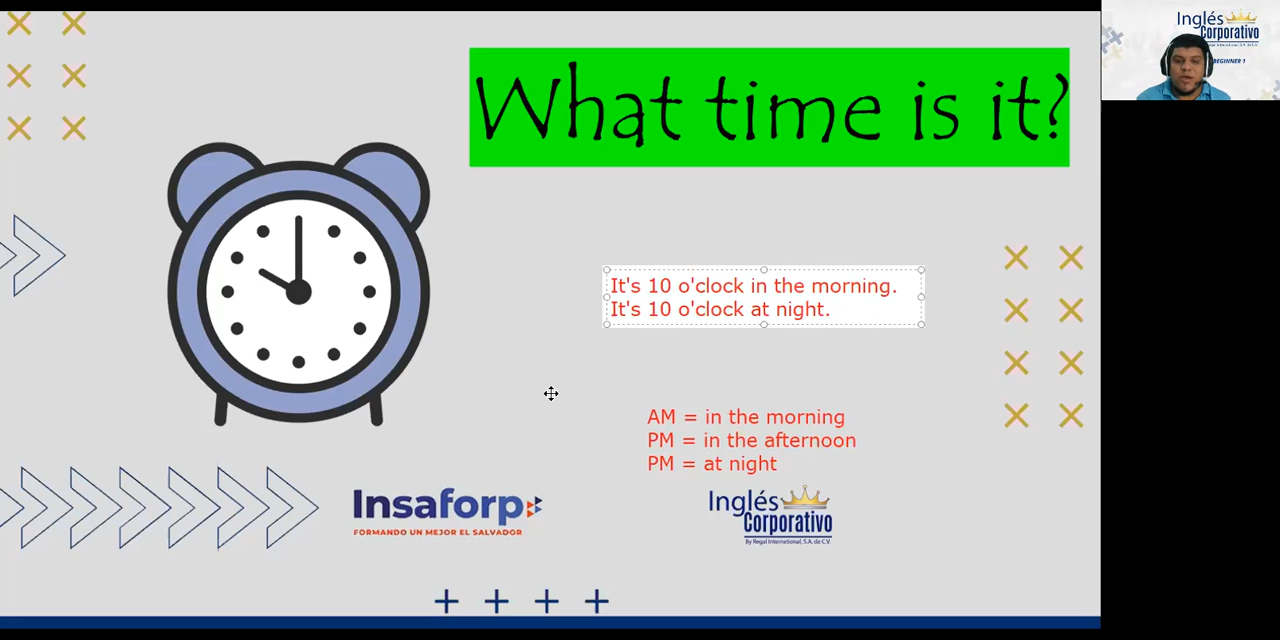 What time is it?
It's 10 o'clock in the morning.
It's 10 o'clock at night.
AM = in the morning
PM = in the afternoon
PM = at night
Insaforp
FORMANDO UN MEJOR EL SALVADOR
Inglés
Corporativo
By Regal International, S.A. de C.V.
Inglés
Corporativo
BEGINNER 1